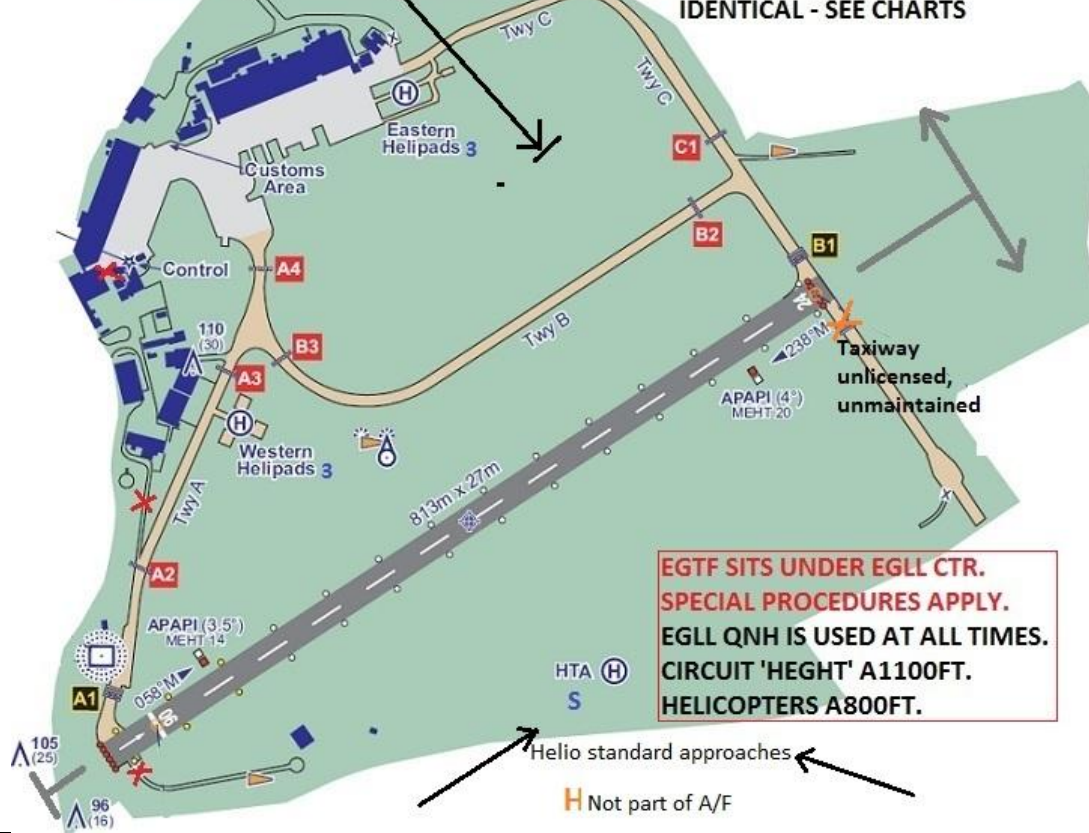 IDENTICAL - SEE CHARTS
Twy C
Twy C
x
H
Eastern
Helipads 3
C1
Customs
Area
B2
B1
Control
A4
24
238°M
110
(30)
B3
Twy B
Taxiway
unlicensed,
unmaintained
A3
APAPI (4°)
MEHT 20
H
Western
Helipads 3
813m x 27m
Twy A
x
A2
EGTF SITS UNDER EGLL CTR.
SPECIAL PROCEDURES APPLY.
EGLL QNH IS USED AT ALL TIMES.
CIRCUIT 'HEGHT' A1100FT.
HELICOPTERS A800FT.
APAPI (3.5°)
MEHT 14
HTA H
S
A1
058°M
06
105
(25)
Helio standard approaches
96
(16)
H Not part of A/F